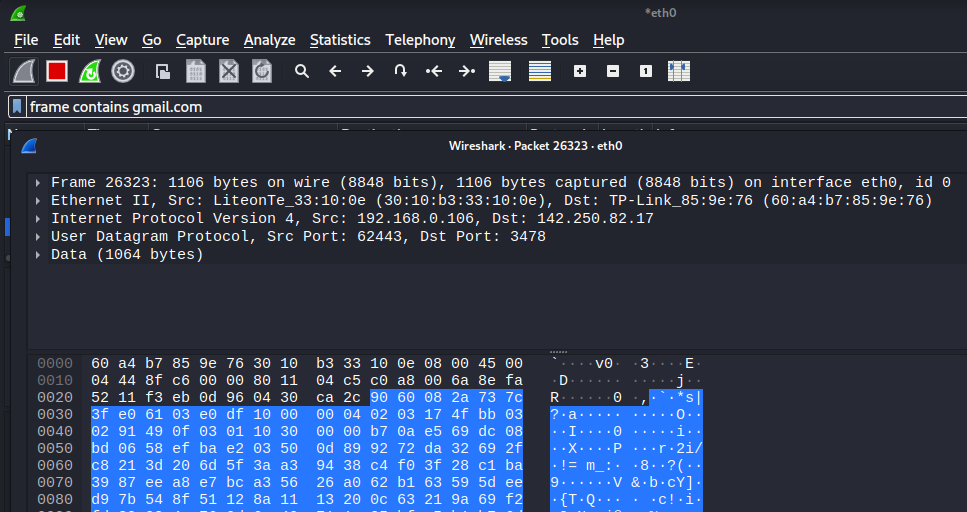 *eth0
File Edit View Go Capture Analyze Statistics Telephony Wireless Tools Help
frame contains gmail.com
Wireshark · Packet 26323 · eth0
Frame 26323: 1106 bytes on wire (8848 bits), 1106 bytes captured (8848 bits) on interface eth0, id 0
Ethernet II, Src: LiteonTe_33:10:0e (30:10:b3:33:10:0e), Dst: TP-Link_85:9e:76 (60:a4:b7:85:9e:76)
Internet Protocol Version 4, Src: 192.168.0.106, Dst: 142.250.82.17
User Datagram Protocol, Src Port: 62443, Dst Port: 3478
Data (1064 bytes)
0000 60 a4 b7 85 9e 76 30 10 b3 33 10 0e 08 00 45 00 `····v0· ·3····E·
0010 04 44 8f c6 00 00 80 11 04 c5 c0 a8 00 6a 8e fa ·D······ ·····j··
0020 52 11 f3 eb 0d 96 04 30 ca 2c 90 60 08 2a 73 7c R······0 ·,·`·*s|
0030 3f e0 61 03 e0 df 10 00 00 04 02 03 17 4f bb 03 ?·a····· ·····O··
0040 02 91 49 0f 03 01 10 30 00 00 b7 0a e5 69 dc 08 ··I····0 ·····i··
0050 bd 06 58 ef ba e2 03 50 0d 89 92 72 da 32 69 2f ··X····P ···r·2i/
0060 c8 21 3d 20 6d 5f 3a a3 94 38 c4 f0 3f 28 c1 ba ·!= m_:· ·8··?(··
0070 39 87 ee a8 e7 bc a3 56 26 a0 62 b1 63 59 5d ee 9······V &·b·cY]·
0080 d9 7b 54 8f 51 12 8a 11 13 20 0c 63 21 9a 69 f2 ·{T·Q··· · ·c!·i·